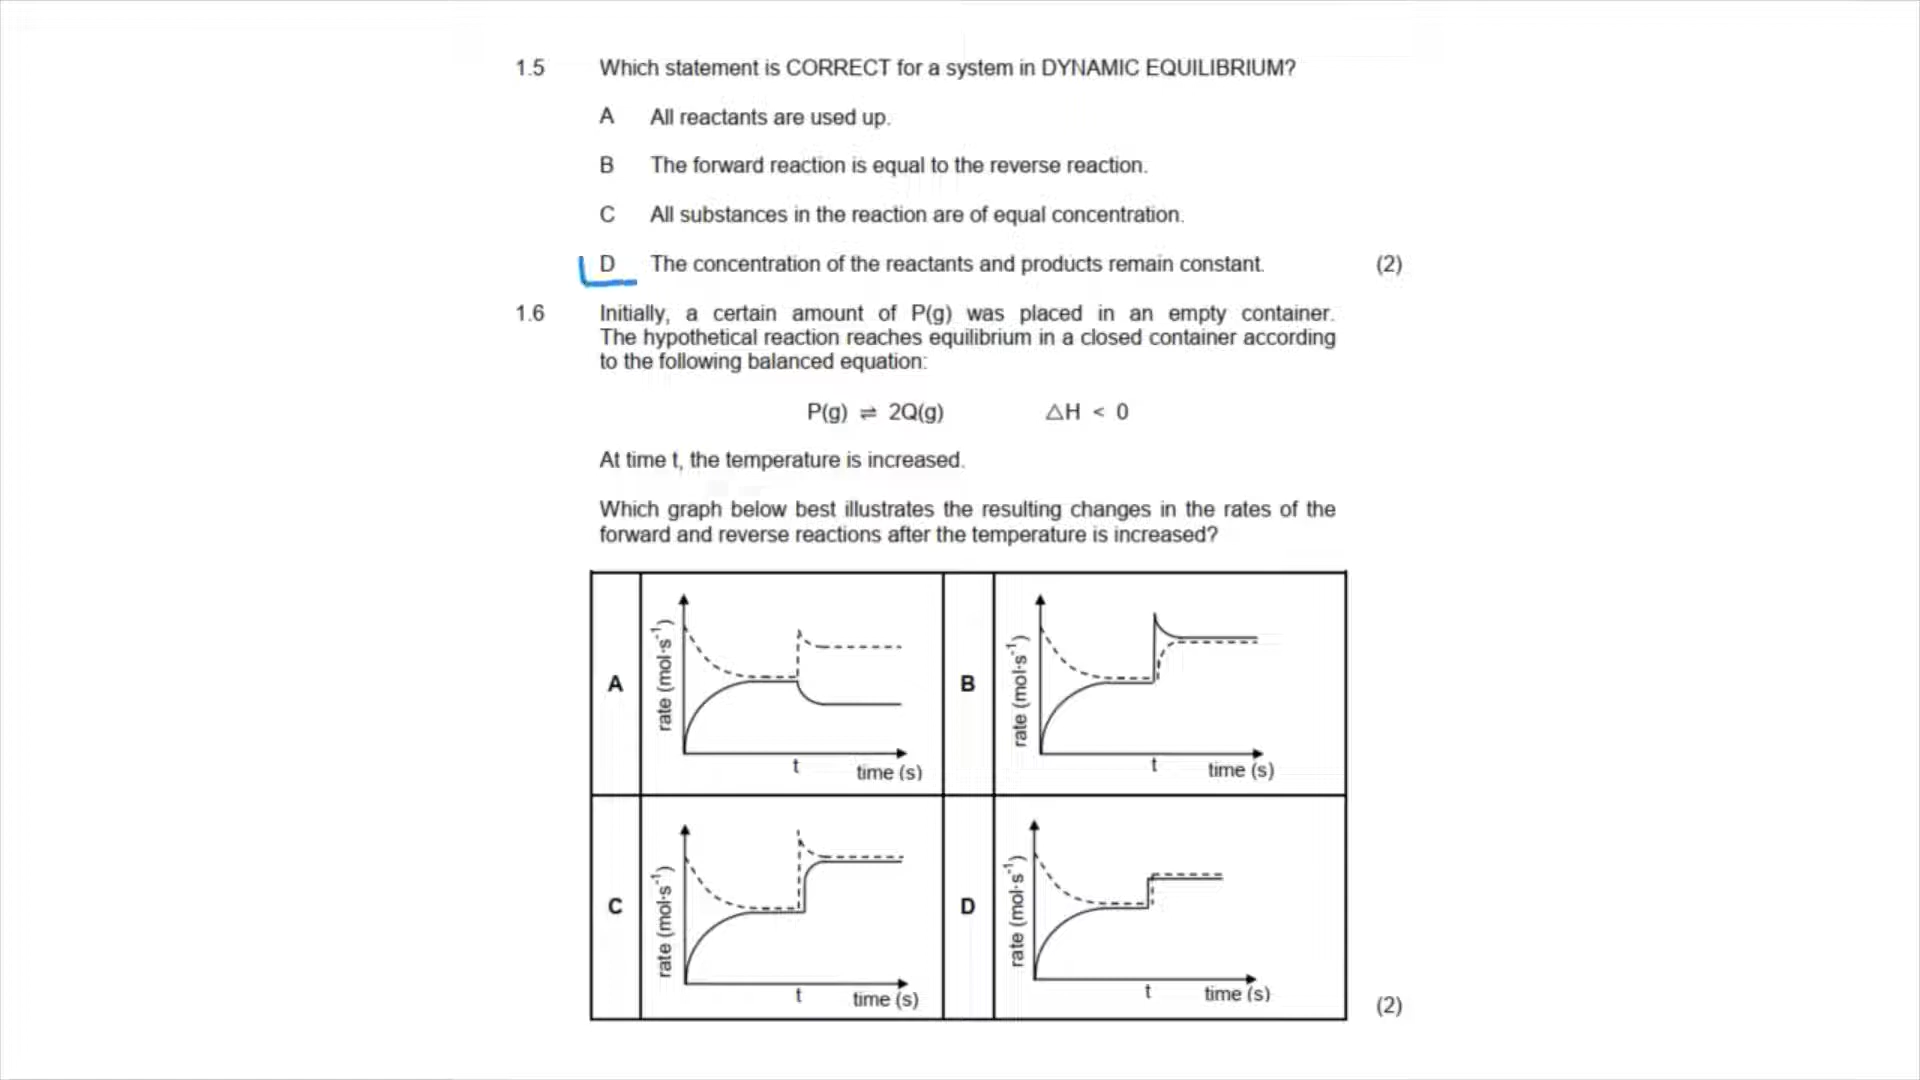 1.5 Which statement is CORRECT for a system in DYNAMIC EQUILIBRIUM?
A All reactants are used up.
B The forward reaction is equal to the reverse reaction.
C All substances in the reaction are of equal concentration.
D The concentration of the reactants and products remain constant. (2)
1.6 Initially, a certain amount of P(g) was placed in an empty container.
The hypothetical reaction reaches equilibrium in a closed container according
to the following balanced equation:
P(g) ⇌ 2Q(g) △H < 0
At time t, the temperature is increased.
Which graph below best illustrates the resulting changes in the rates of the
forward and reverse reactions after the temperature is increased?
A
rate (mol·s⁻¹)
t
time (s)
B
rate (mol·s⁻¹)
t
time (s)
C
rate (mol·s⁻¹)
t
time (s)
D
rate (mol·s⁻¹)
t
time (s)
(2)